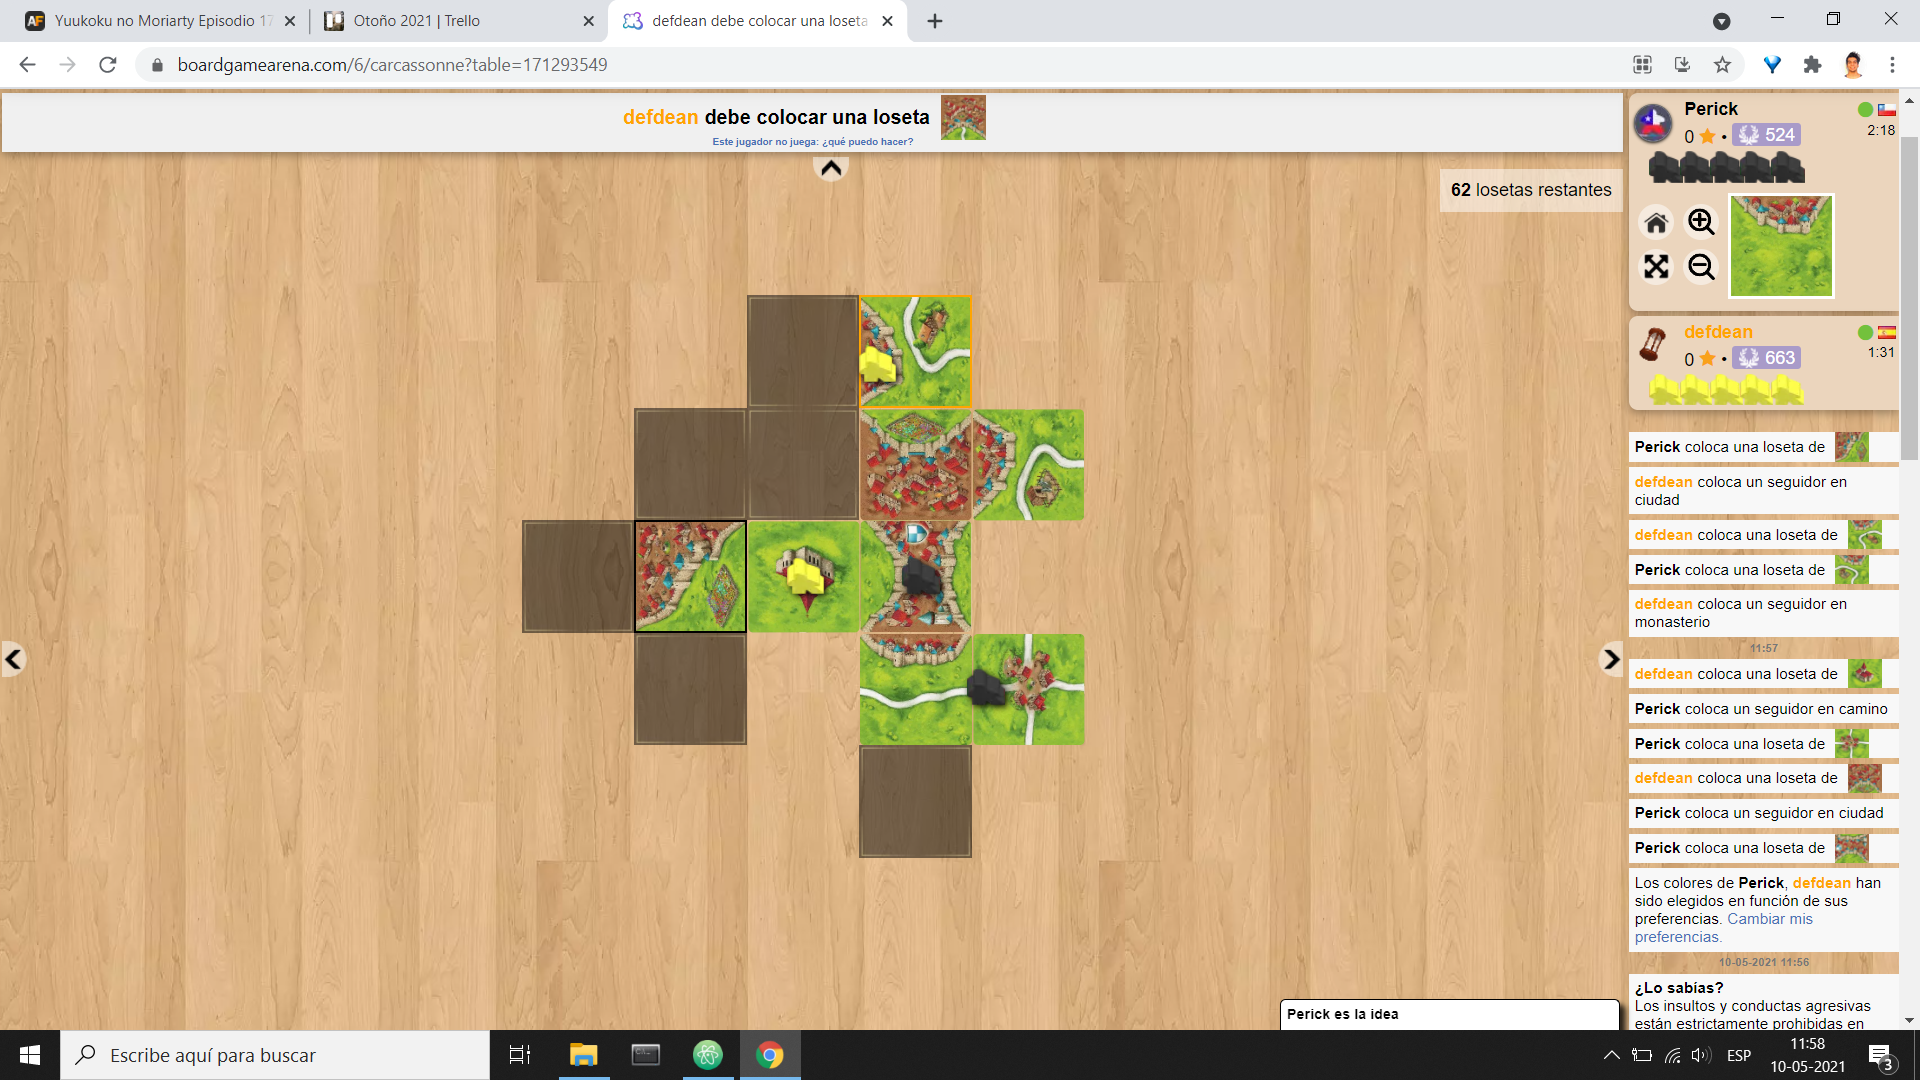 AF Yuukoku no Moriarty Episodio 17
Otoño 2021 | Trello
defdean debe colocar una loseta
boardgamearena.com/6/carcassonne?table=171293549
defdean debe colocar una loseta
Este jugador no juega: ¿qué puedo hacer?
62 losetas restantes
Perick
0 • 524
2:18
defdean
0 • 663
1:31
Perick coloca una loseta de
defdean coloca un seguidor en
ciudad
defdean coloca una loseta de
Perick coloca una loseta de
defdean coloca un seguidor en
monasterio
11:57
defdean coloca una loseta de
Perick coloca un seguidor en camino
Perick coloca una loseta de
defdean coloca una loseta de
Perick coloca un seguidor en ciudad
Perick coloca una loseta de
Los colores de Perick, defdean han
sido elegidos en función de sus
preferencias. Cambiar mis
preferencias.
10-05-2021 11:56
¿Lo sabías?
Los insultos y conductas agresivas
están estrictamente prohibidas en
Perick es la idea
Escribe aquí para buscar
ESP
11:58
10-05-2021
3